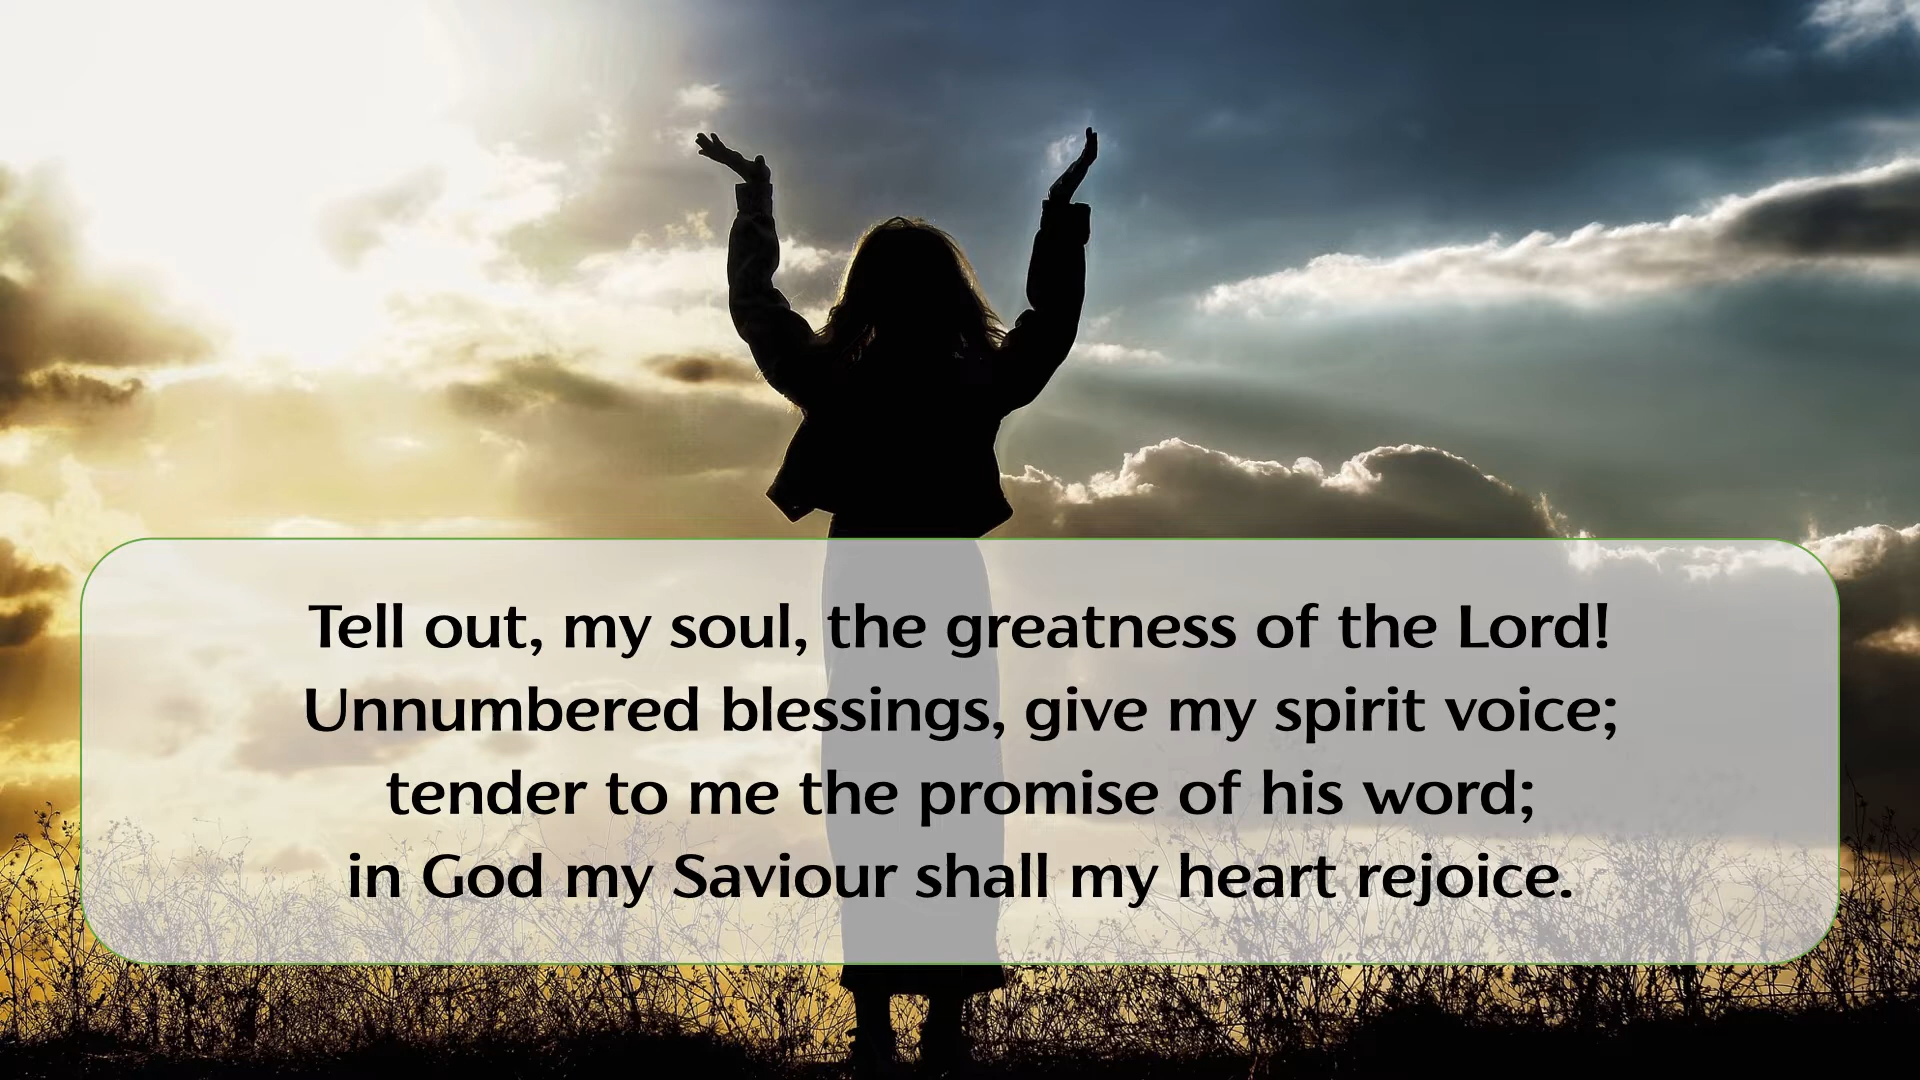 Tell out, my soul, the greatness of the Lord!
Unnumbered blessings, give my spirit voice;
tender to me the promise of his word;
in God my Saviour shall my heart rejoice.